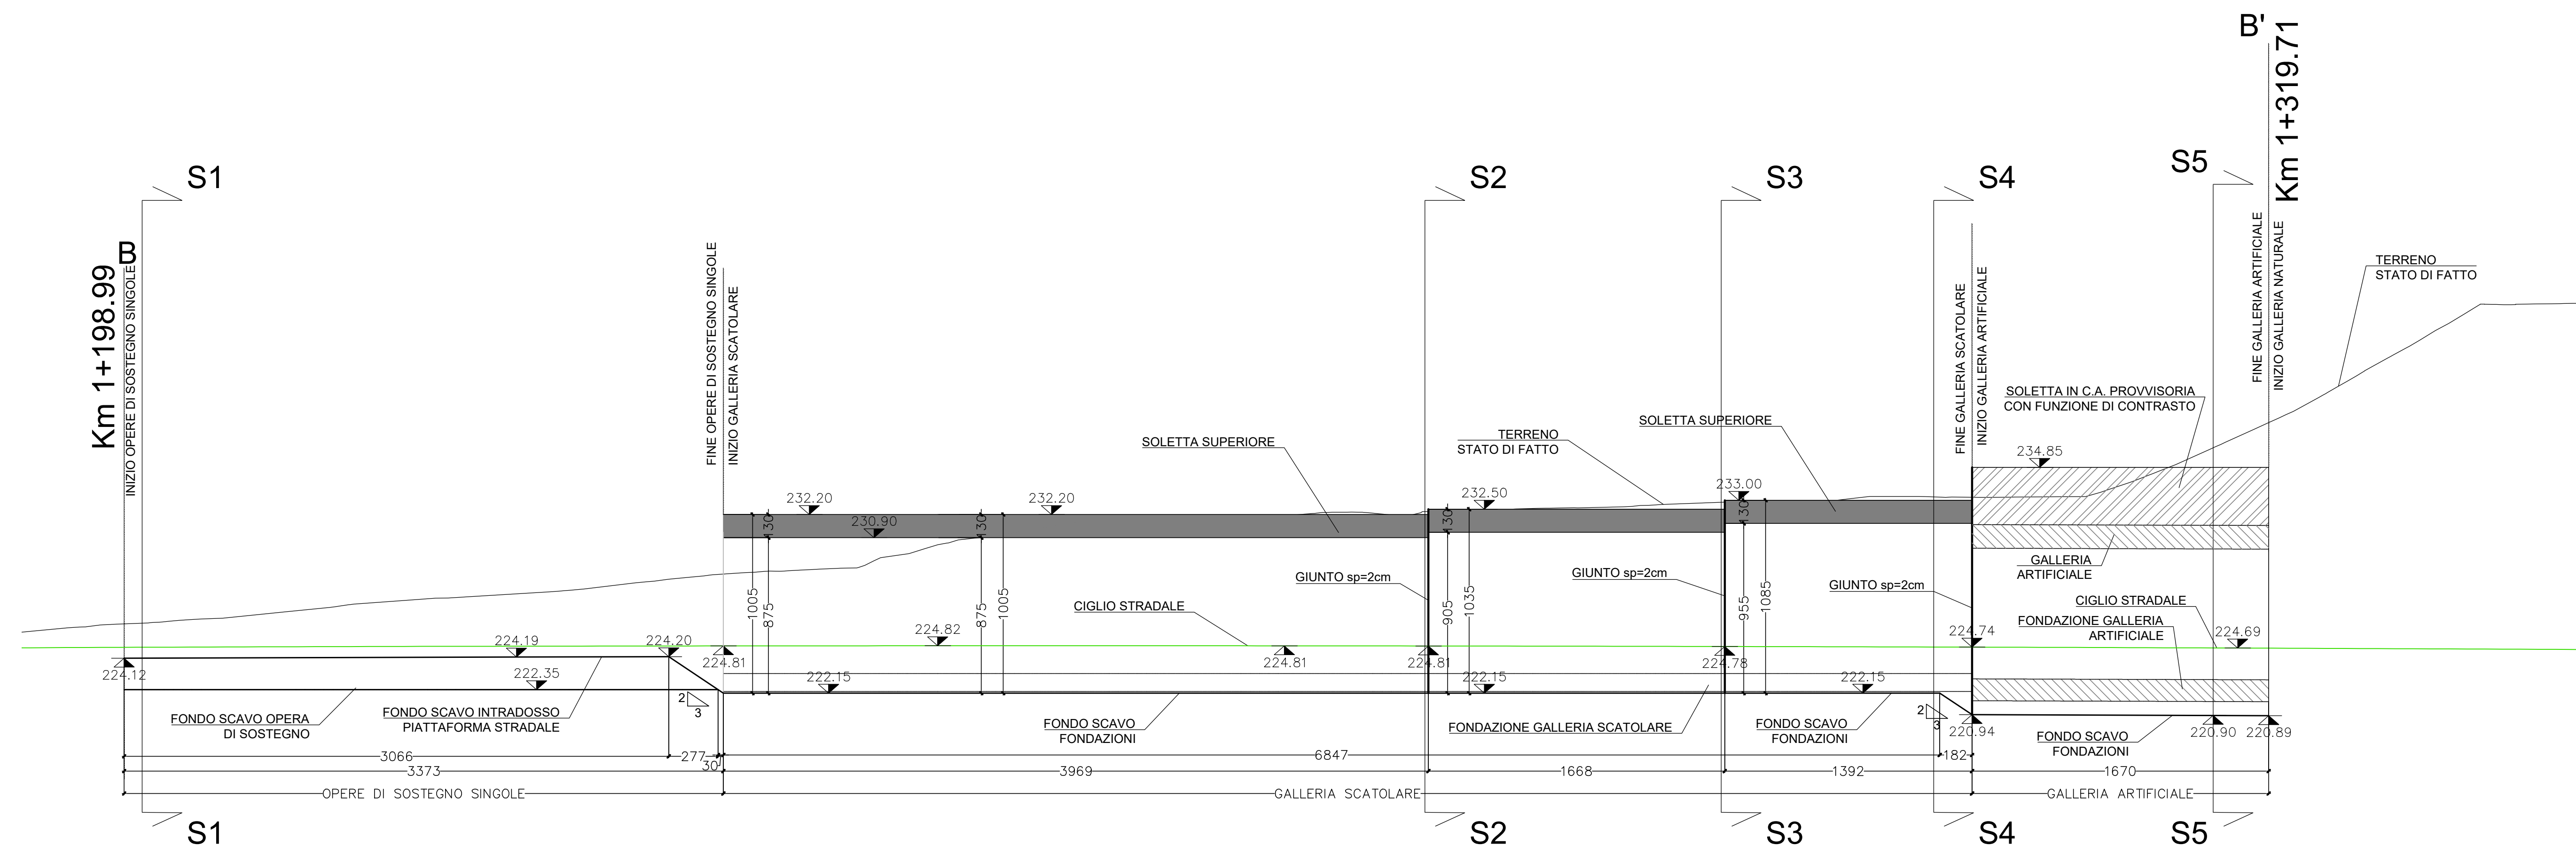 B'
Km 1+319.71
S1
S2
S3
S4
S5
B
Km 1+198.99
INIZIO OPERE DI SOSTEGNO SINGOLE
FINE OPERE DI SOSTEGNO SINGOLE
INIZIO GALLERIA SCATOLARE
FINE GALLERIA SCATOLARE
INIZIO GALLERIA ARTIFICIALE
FINE GALLERIA ARTIFICIALE
INIZIO GALLERIA NATURALE
TERRENO
STATO DI FATTO
SOLETTA IN C.A. PROVVISORIA
CON FUNZIONE DI CONTRASTO
SOLETTA SUPERIORE
TERRENO
STATO DI FATTO
SOLETTA SUPERIORE
234.85
232.20
232.20
232.50
233.00
230.90
130
130
130
130
GALLERIA
ARTIFICIALE
GIUNTO sp=2cm
GIUNTO sp=2cm
GIUNTO sp=2cm
1005
875
875
1005
905
1035
955
1085
CIGLIO STRADALE
CIGLIO STRADALE
FONDAZIONE GALLERIA
ARTIFICIALE
224.19
224.20
224.82
224.74
224.69
224.12
224.81
224.81
224.81
224.78
222.35
222.15
222.15
222.15
2
3
2
3
FONDO SCAVO OPERA
DI SOSTEGNO
FONDO SCAVO INTRADOSSO
PIATTAFORMA STRADALE
FONDO SCAVO
FONDAZIONI
FONDAZIONE GALLERIA SCATOLARE
FONDO SCAVO
FONDAZIONI
220.94
FONDO SCAVO
FONDAZIONI
220.90
220.89
3066
277
30
6847
182
3373
3969
1668
1392
1670
OPERE DI SOSTEGNO SINGOLE
GALLERIA SCATOLARE
GALLERIA ARTIFICIALE
S1
S2
S3
S4
S5